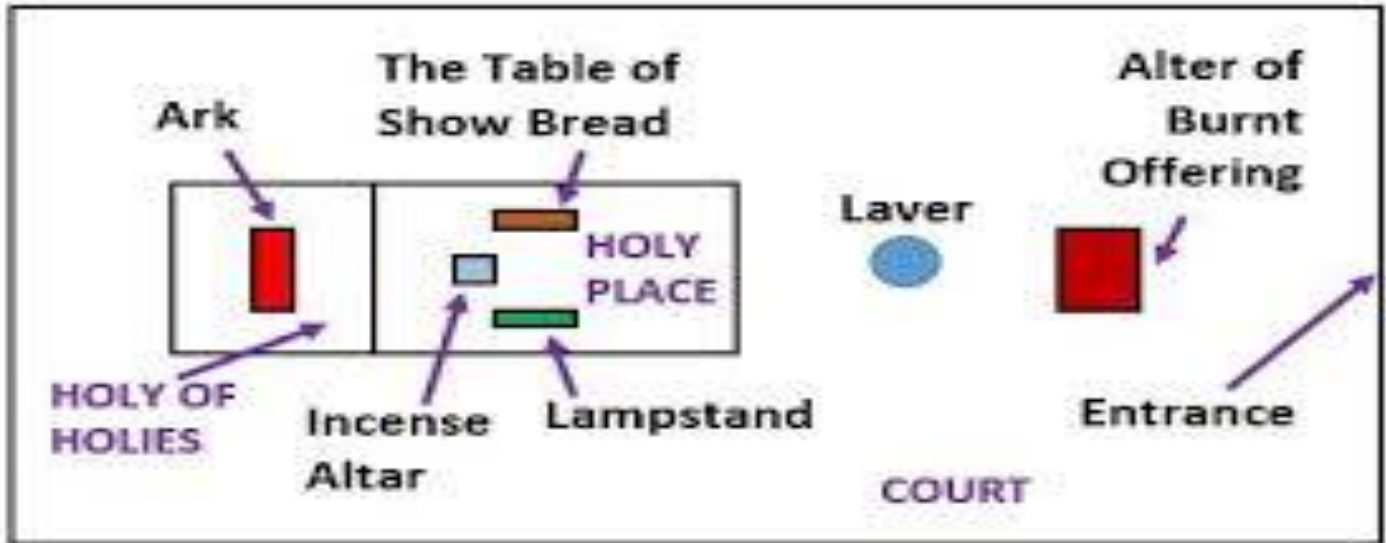 Ark
The Table of
Show Bread
Alter of
Burnt
Offering
Laver
HOLY
PLACE
HOLY OF
HOLIES
Incense
Altar
Lampstand
Entrance
COURT